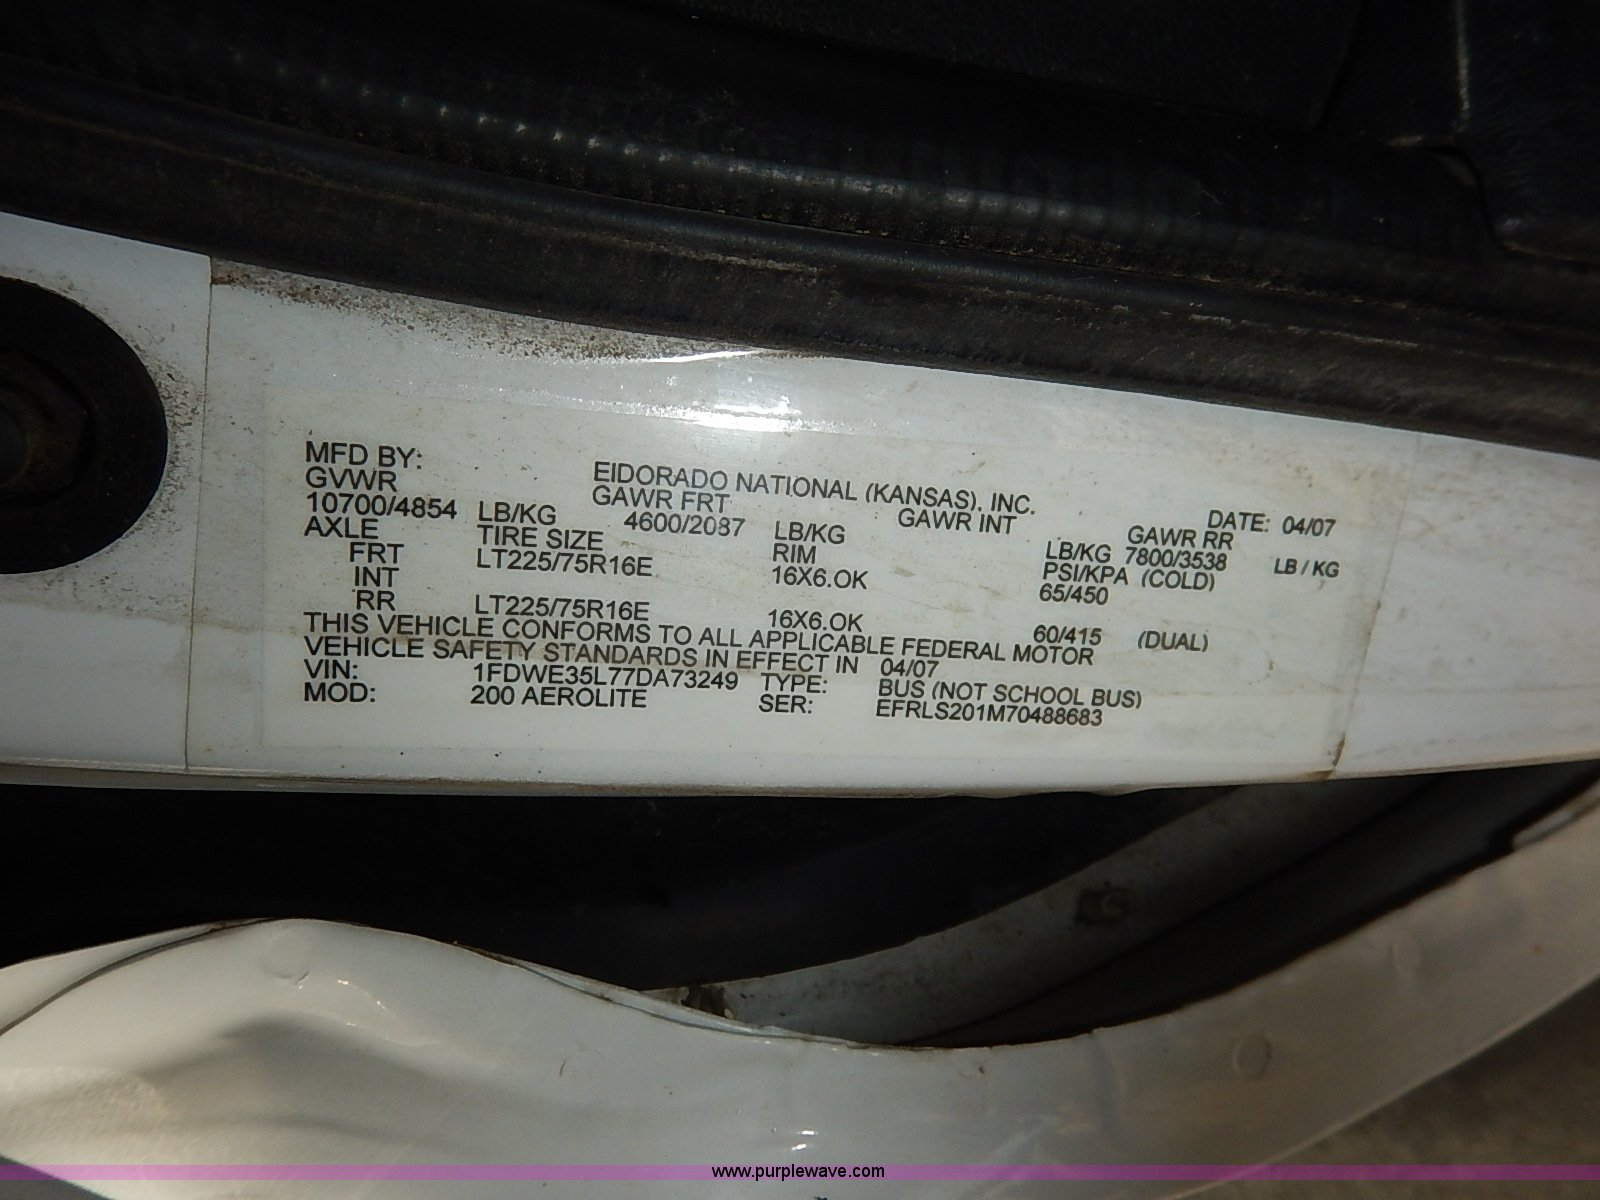 MFD BY: EIDORADO NATIONAL (KANSAS), INC. DATE: 04/07
GVWR GAWR FRT GAWR INT GAWR RR
10700/4854 LB/KG 4600/2087 LB/KG LB/KG 7800/3538 LB / KG
AXLE TIRE SIZE RIM PSI/KPA (COLD)
FRT LT225/75R16E 16X6.OK 65/450
INT
RR LT225/75R16E 16X6.OK 60/415 (DUAL)
THIS VEHICLE CONFORMS TO ALL APPLICABLE FEDERAL MOTOR
VEHICLE SAFETY STANDARDS IN EFFECT IN 04/07
VIN: 1FDWE35L77DA73249 TYPE: BUS (NOT SCHOOL BUS)
MOD: 200 AEROLITE SER: EFRLS201M70488683
www.purplewave.com